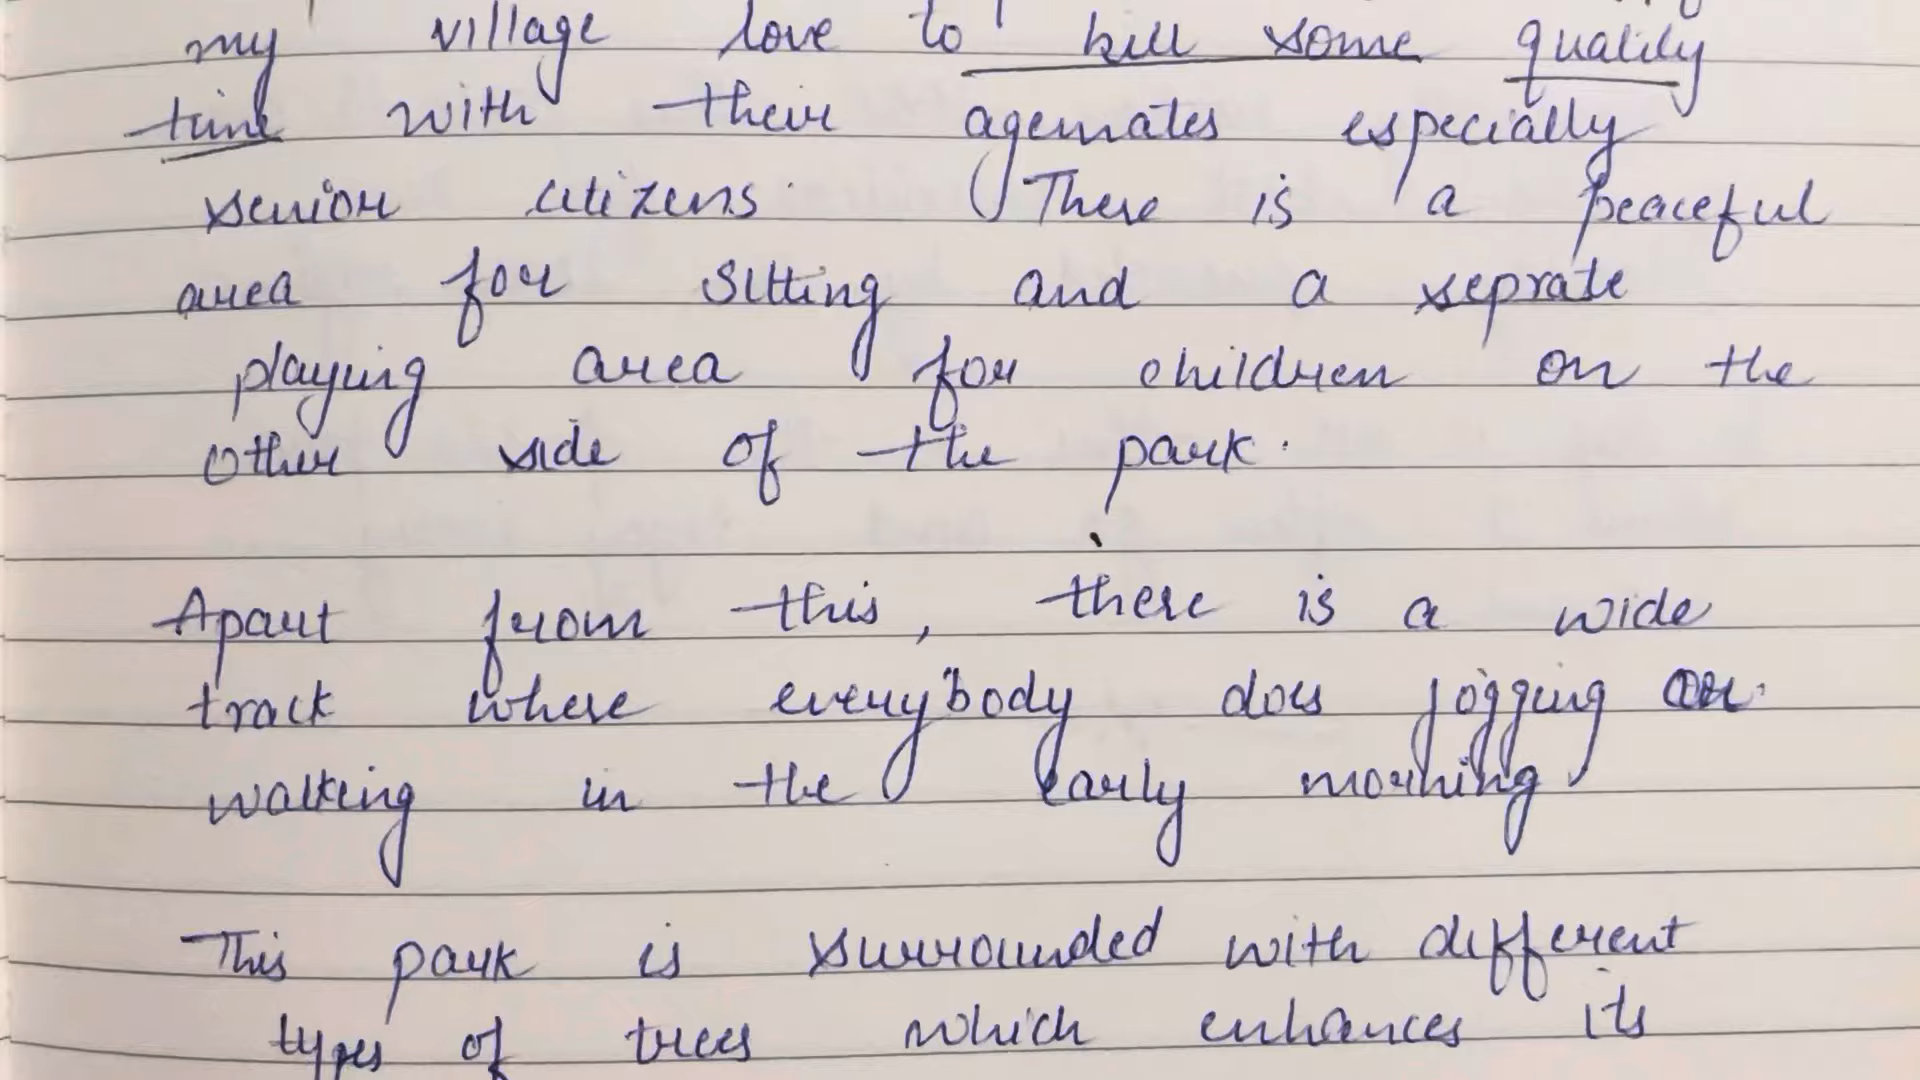 my village love to kill some quality
time with their agemates especially
senior citizens. There is a peaceful
area for sitting and a seprate
playing area for children on the
other side of the park.
Apart from this, there is a wide
track where everybody does jogging or
walking in the early morning
This park is surrounded with different
types of trees which enhances its